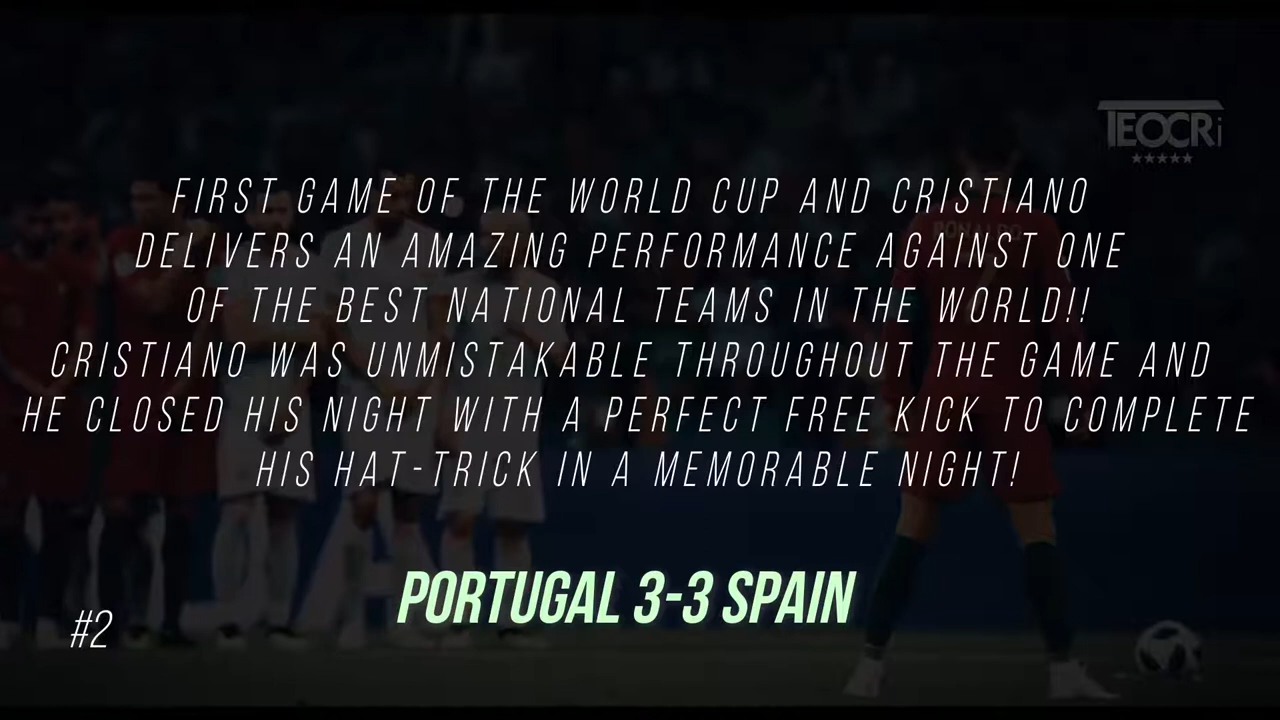 TEOCRi
FIRST GAME OF THE WORLD CUP AND CRISTIANO
RONALDO
DELIVERS AN AMAZING PERFORMANCE AGAINST ONE
OF THE BEST NATIONAL TEAMS IN THE WORLD!!
CRISTIANO WAS UNMISTAKABLE THROUGHOUT THE GAME AND
HE CLOSED HIS NIGHT WITH A PERFECT FREE KICK TO COMPLETE
HIS HAT-TRICK IN A MEMORABLE NIGHT!
PORTUGAL 3-3 SPAIN
#2